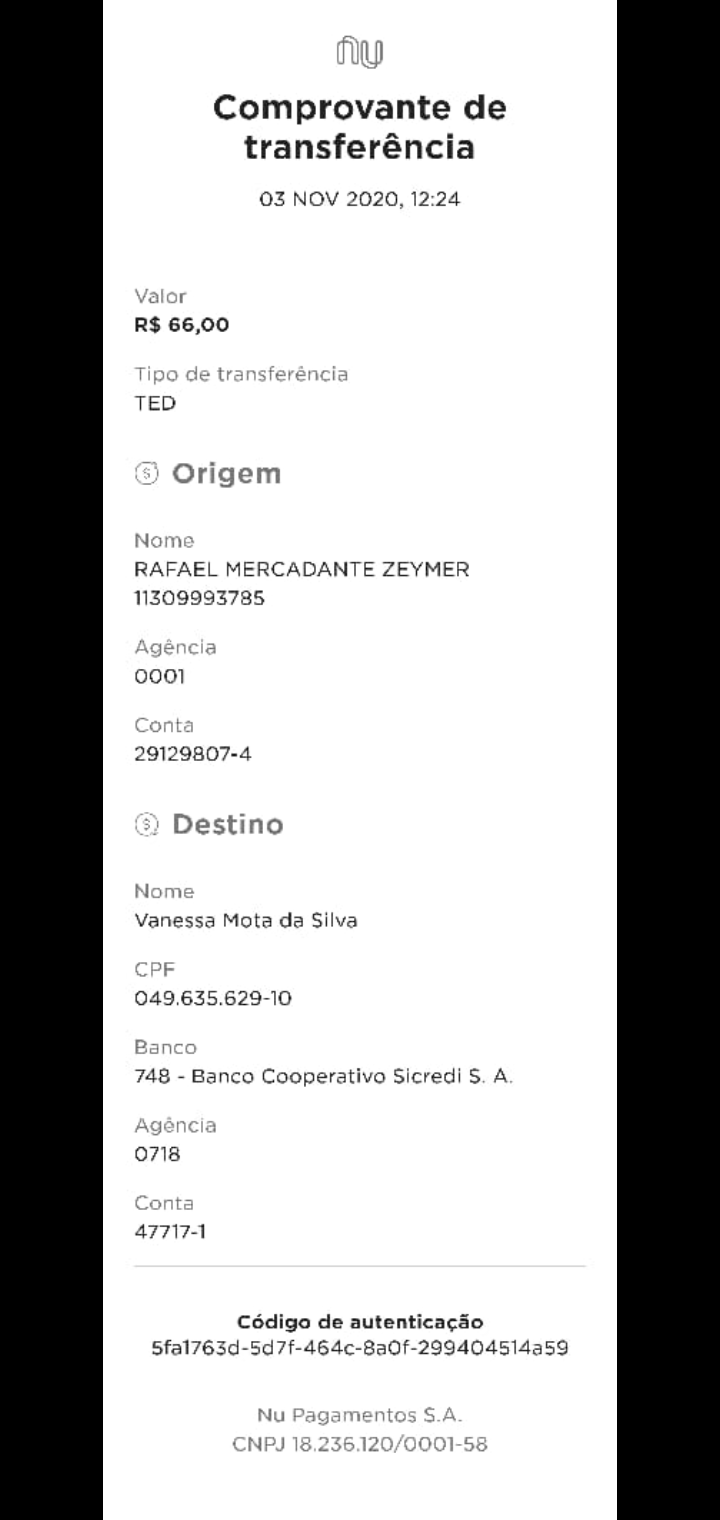 nu
Comprovante de
transferência
03 NOV 2020, 12:24
Valor
R$ 66,00
Tipo de transferência
TED
Origem
Nome
RAFAEL MERCADANTE ZEYMER
11309993785
Agência
0001
Conta
29129807-4
Destino
Nome
Vanessa Mota da Silva
CPF
049.635.629-10
Banco
748 - Banco Cooperativo Sicredi S. A.
Agência
0718
Conta
47717-1
Código de autenticação
5fa1763d-5d7f-464c-8a0f-299404514a59
Nu Pagamentos S.A.
CNPJ 18.236.120/0001-58